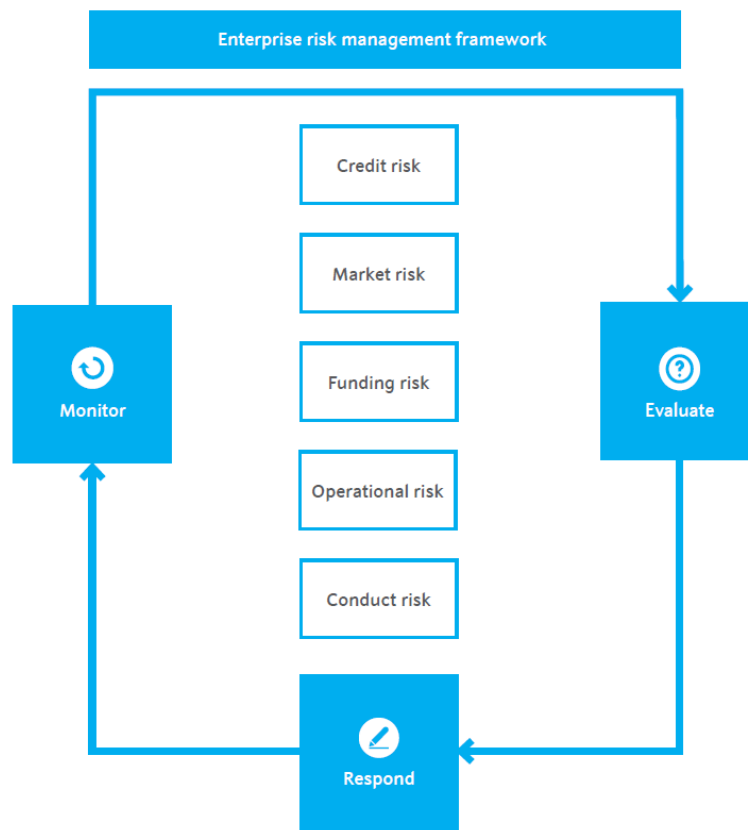 Enterprise risk management framework
Credit risk
Market risk
Monitor
Funding risk
Evaluate
Operational risk
Conduct risk
Respond